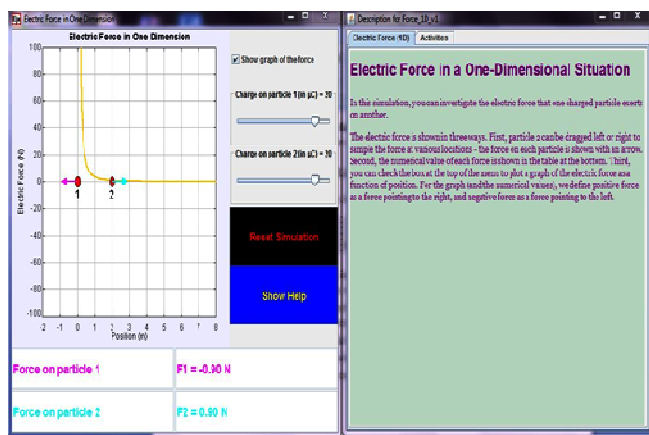 Electric Force in One Dimension
Electric Force in One Dimension
100
80
60
40
20
0
-20
-40
-60
-80
-100
Electric Force (N)
1
2
-2 -1 0 1 2 3 4 5 6 7 8
Position (m)
Show graph of the force
Charge on particle 1(in µC) = 20
Charge on particle 2(in µC) = 20
Reset Simulation
Show Help
Force on particle 1
F1 = -0.90 N
Force on particle 2
F2 = 0.90 N
Description for Force_1D_v1
Electric Force (1D)
Activities
Electric Force in a One-Dimensional Situation
In this simulation, you can investigate the electric force that one charged particle exerts
on another.
The electric force is shown in three ways. First, particle 2 can be dragged left or right to
sample the force at various locations - the force on each particle is shown with an arrow.
Second, the numerical value of each force is shown in the table at the bottom. Third,
you can check the box at the top of the menu to plot a graph of the electric force as a
function of position. For the graph (and the numerical values), we define positive force
as a force pointing to the right, and negative force as a force pointing to the left.